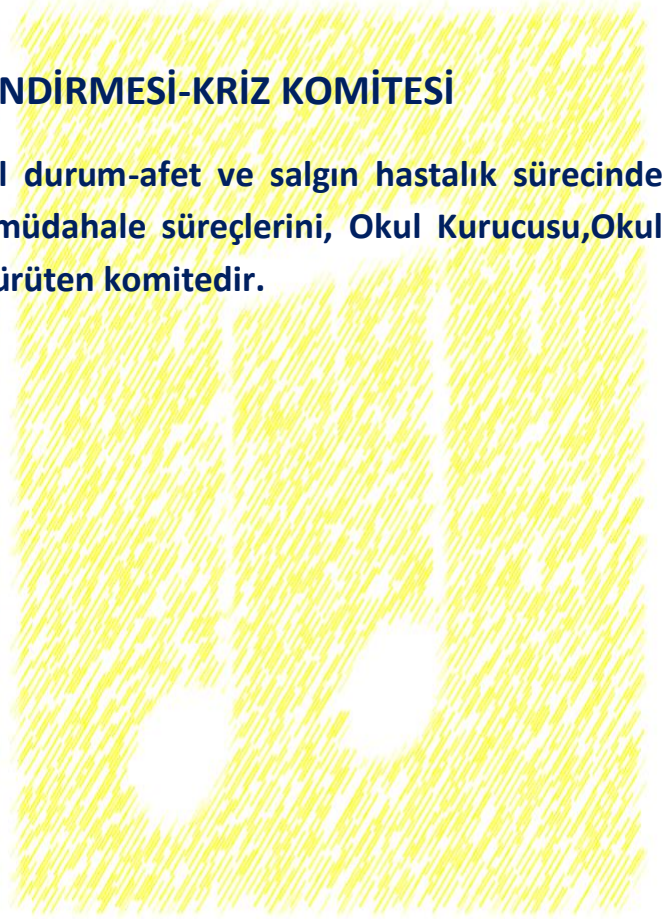 NDİRMESİ-KRİZ KOMİTESİ
l durum-afet ve salgın hastalık sürecinde
müdahale süreçlerini, Okul Kurucusu,Okul
ürüten komitedir.